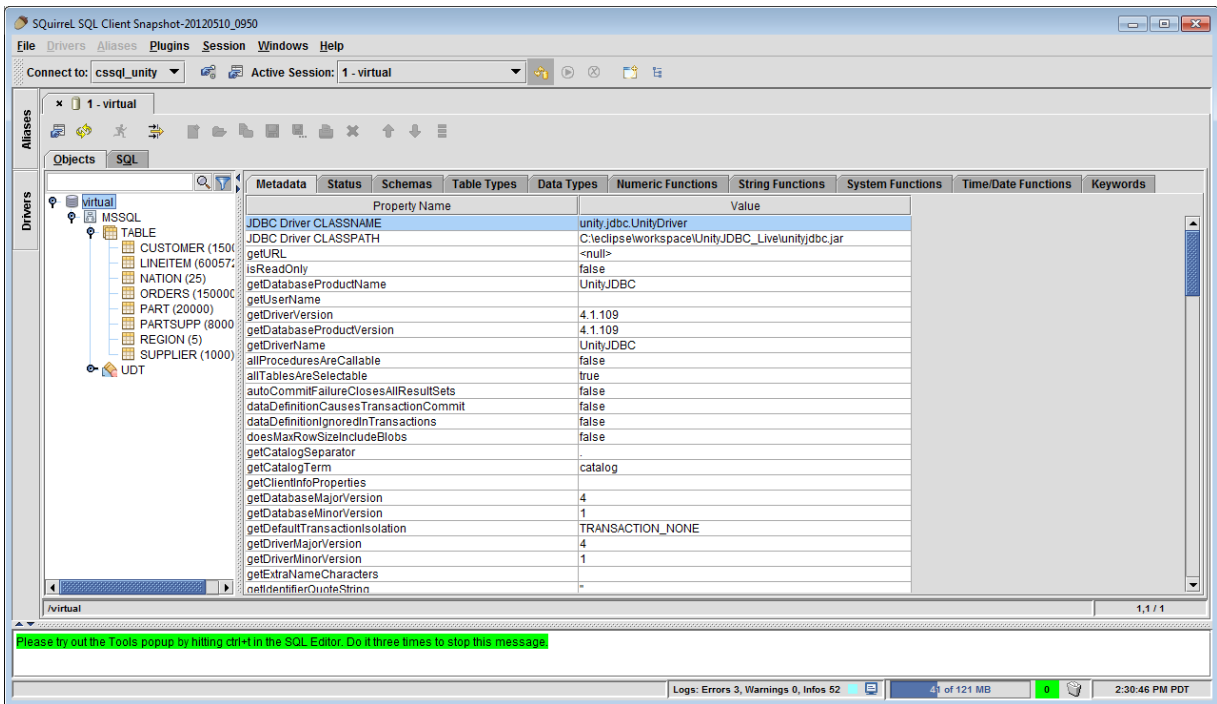 SQuirreL SQL Client Snapshot-20120510_0950
File Drivers Aliases Plugins Session Windows Help
Connect to: cssql_unity Active Session: 1 - virtual
1 - virtual
Aliases
Drivers
Objects SQL
Metadata Status Schemas Table Types Data Types Numeric Functions String Functions System Functions Time/Date Functions Keywords
virtual
MSSQL
TABLE
CUSTOMER (1500
LINEITEM (600572
NATION (25)
ORDERS (150000
PART (20000)
PARTSUPP (8000
REGION (5)
SUPPLIER (1000)
UDT
Property Name Value
JDBC Driver CLASSNAME unity.jdbc.UnityDriver
JDBC Driver CLASSPATH C:\eclipse\workspace\UnityJDBC_Live\unityjdbc.jar
getURL <null>
isReadOnly false
getDatabaseProductName UnityJDBC
getUserName
getDriverVersion 4.1.109
getDatabaseProductVersion 4.1.109
getDriverName UnityJDBC
allProceduresAreCallable false
allTablesAreSelectable true
autoCommitFailureClosesAllResultSets false
dataDefinitionCausesTransactionCommit false
dataDefinitionIgnoredInTransactions false
doesMaxRowSizeIncludeBlobs false
getCatalogSeparator .
getCatalogTerm catalog
getClientInfoProperties
getDatabaseMajorVersion 4
getDatabaseMinorVersion 1
getDefaultTransactionIsolation TRANSACTION_NONE
getDriverMajorVersion 4
getDriverMinorVersion 1
getExtraNameCharacters
getIdentifierQuoteString "
/virtual 1,1 / 1
Please try out the Tools popup by hitting ctrl+t in the SQL Editor. Do it three times to stop this message.
Logs: Errors 3, Warnings 0, Infos 52 41 of 121 MB 0 2:30:46 PM PDT